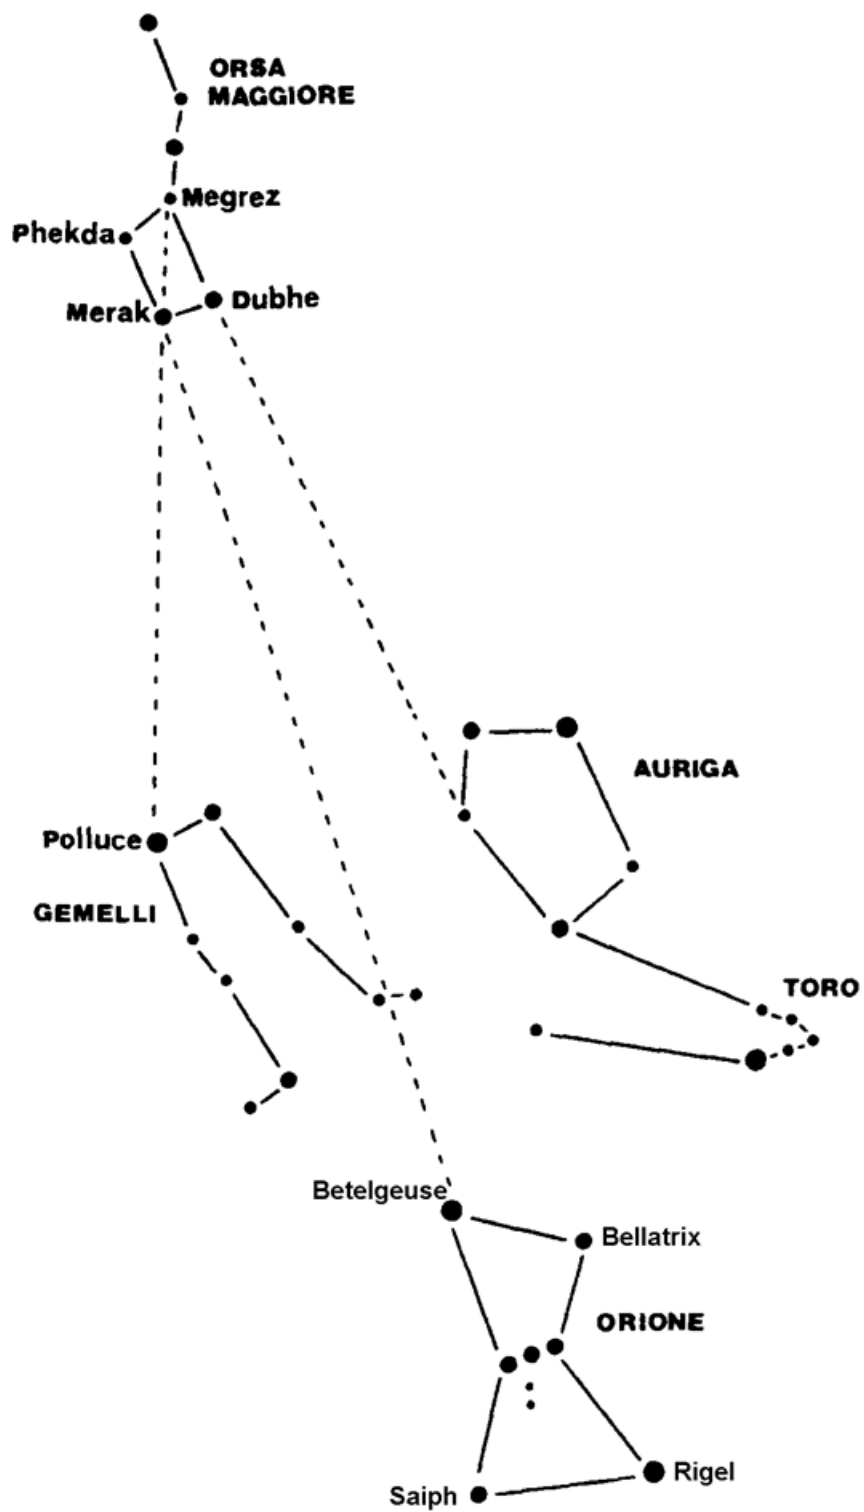 ORSA
MAGGIORE
Megrez
Phekda
Dubhe
Merak
AURIGA
Polluce
GEMELLI
TORO
Betelgeuse
Bellatrix
ORIONE
Rigel
Saiph